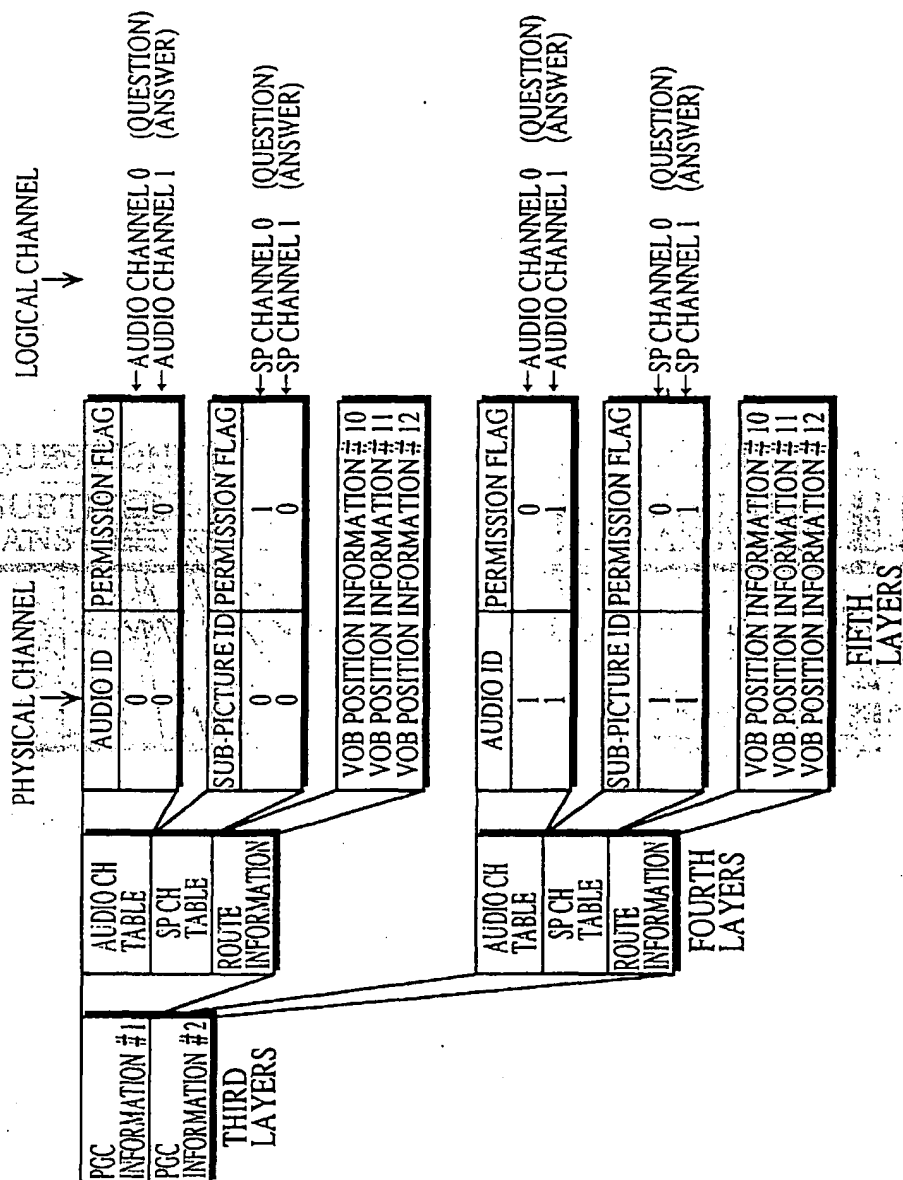 PHYSICAL CHANNEL
LOGICAL CHANNEL
PGC
INFORMATION #1
PGC
INFORMATION #2
THIRD
LAYERS
AUDIO CH
TABLE
SP CH
TABLE
ROUTE
INFORMATION
AUDIO ID PERMISSION FLAG
0 1 AUDIO CHANNEL 0 (QUESTION)
0 0 AUDIO CHANNEL 1 (ANSWER)
SUB-PICTURE ID PERMISSION FLAG
0 1 SP CHANNEL 0 (QUESTION)
0 0 SP CHANNEL 1 (ANSWER)
VOB POSITION INFORMATION # 10
VOB POSITION INFORMATION # 11
VOB POSITION INFORMATION # 12
AUDIO CH
TABLE
SP CH
TABLE
ROUTE
INFORMATION
FOURTH
LAYERS
AUDIO ID PERMISSION FLAG
1 0 AUDIO CHANNEL 0 (QUESTION)
1 1 AUDIO CHANNEL 1 (ANSWER)
SUB-PICTURE ID PERMISSION FLAG
1 0 SP CHANNEL 0 (QUESTION)
1 1 SP CHANNEL 1 (ANSWER)
VOB POSITION INFORMATION # 10
VOB POSITION INFORMATION # 11
VOB POSITION INFORMATION # 12
FIFTH
LAYERS